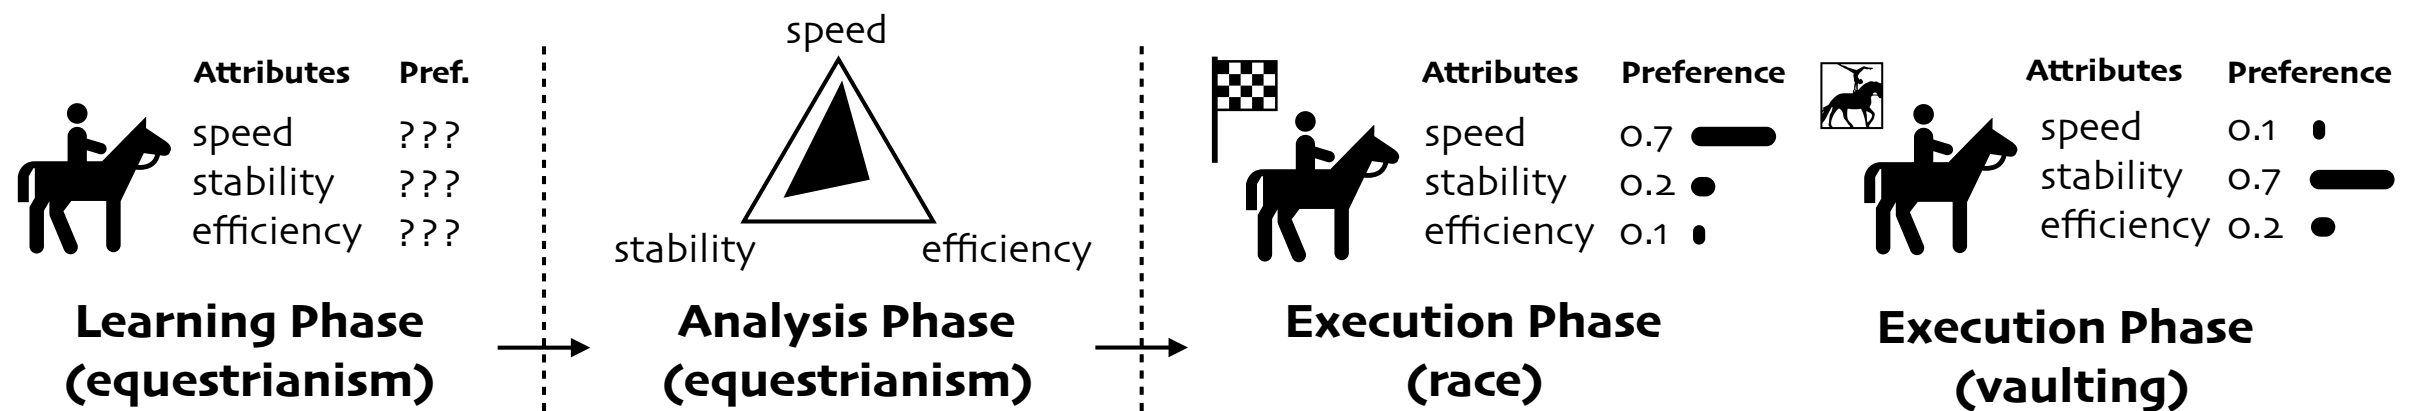 Attributes Pref.
speed ???
stability ???
efficiency ???
Learning Phase
(equestrianism)
speed
stability efficiency
Analysis Phase
(equestrianism)
Attributes Preference
speed 0.7
stability 0.2
efficiency 0.1
Execution Phase
(race)
Attributes Preference
speed 0.1
stability 0.7
efficiency 0.2
Execution Phase
(vaulting)